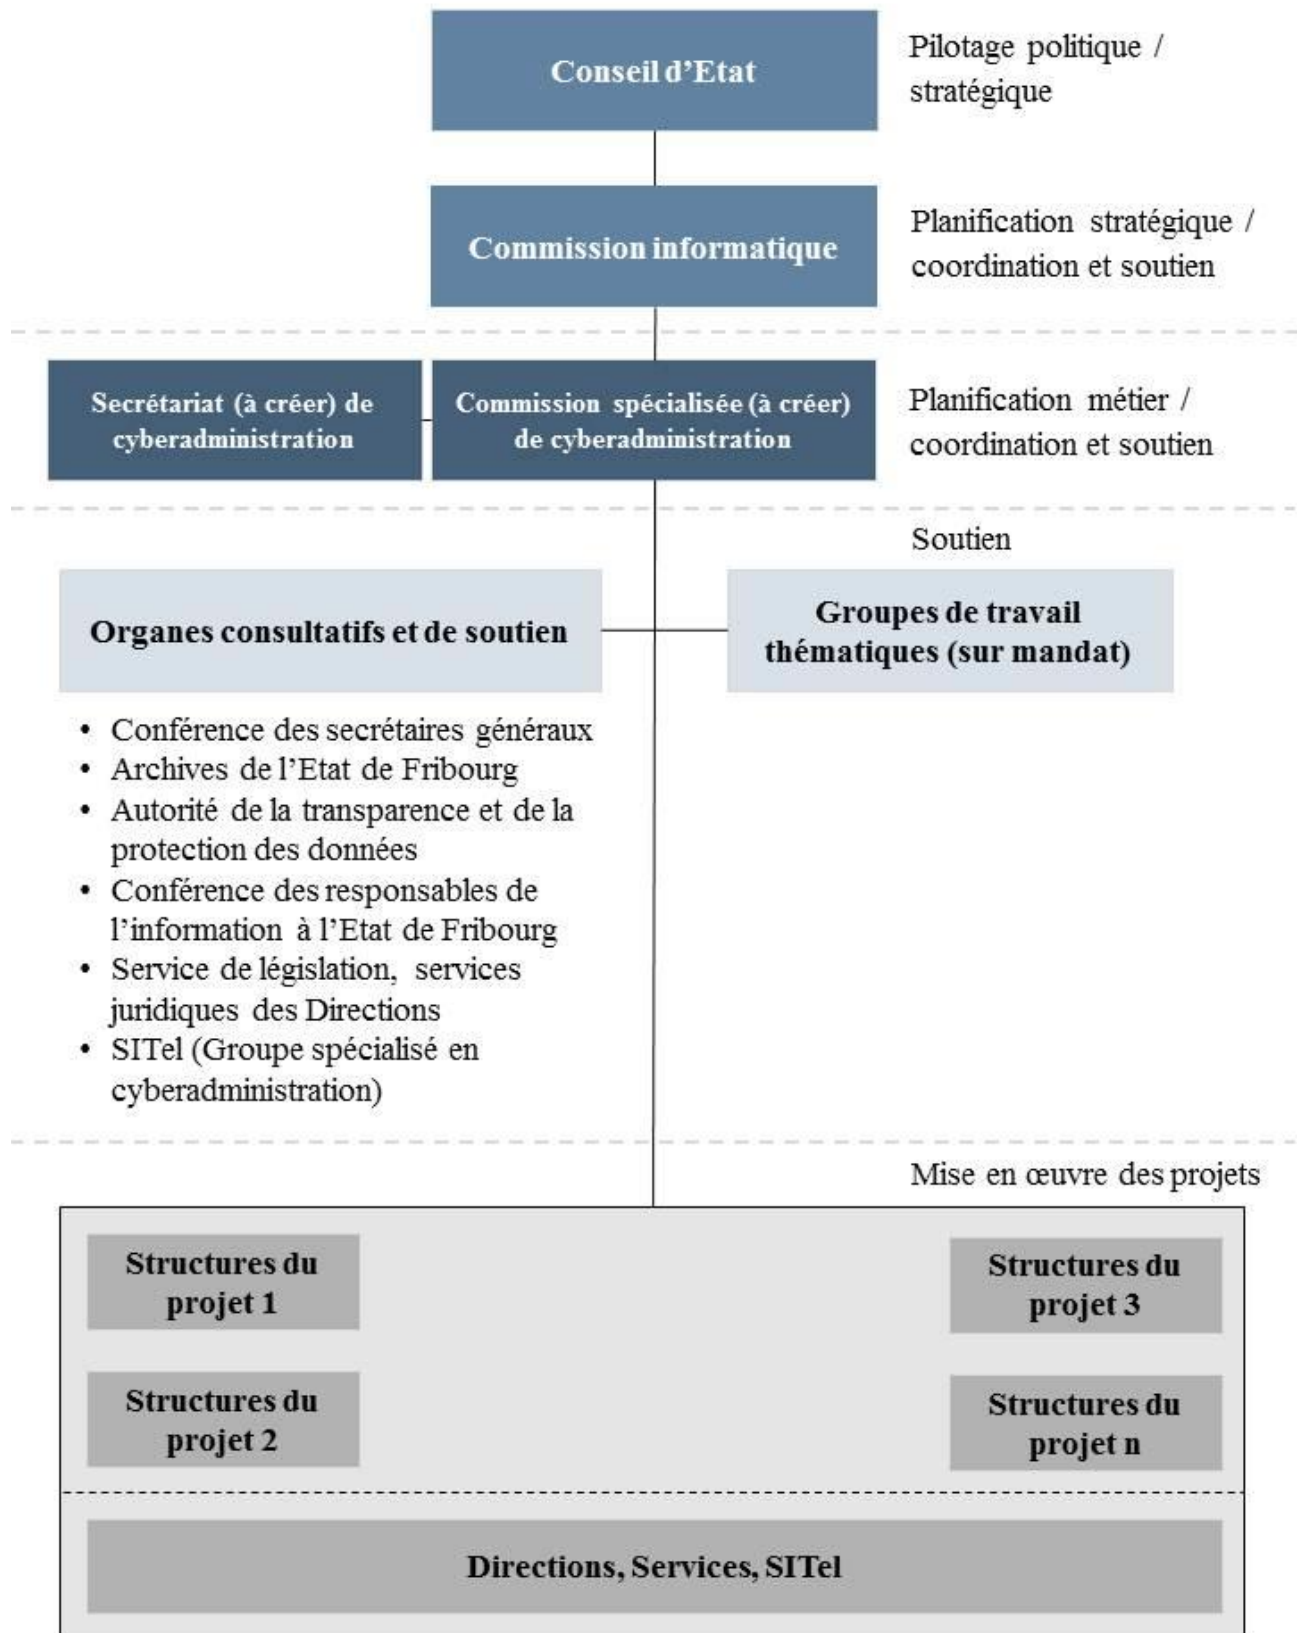 Conseil d’Etat
Pilotage politique /
stratégique
Commission informatique
Planification stratégique /
coordination et soutien
Secrétariat (à créer) de
cyberadministration
Commission spécialisée (à créer)
de cyberadministration
Planification métier /
coordination et soutien
Soutien
Organes consultatifs et de soutien
Groupes de travail
thématiques (sur mandat)
• Conférence des secrétaires généraux
• Archives de l’Etat de Fribourg
• Autorité de la transparence et de la
protection des données
• Conférence des responsables de
l’information à l’Etat de Fribourg
• Service de législation, services
juridiques des Directions
• SITel (Groupe spécialisé en
cyberadministration)
Mise en œuvre des projets
Structures du
projet 1
Structures du
projet 3
Structures du
projet 2
Structures du
projet n
Directions, Services, SITel